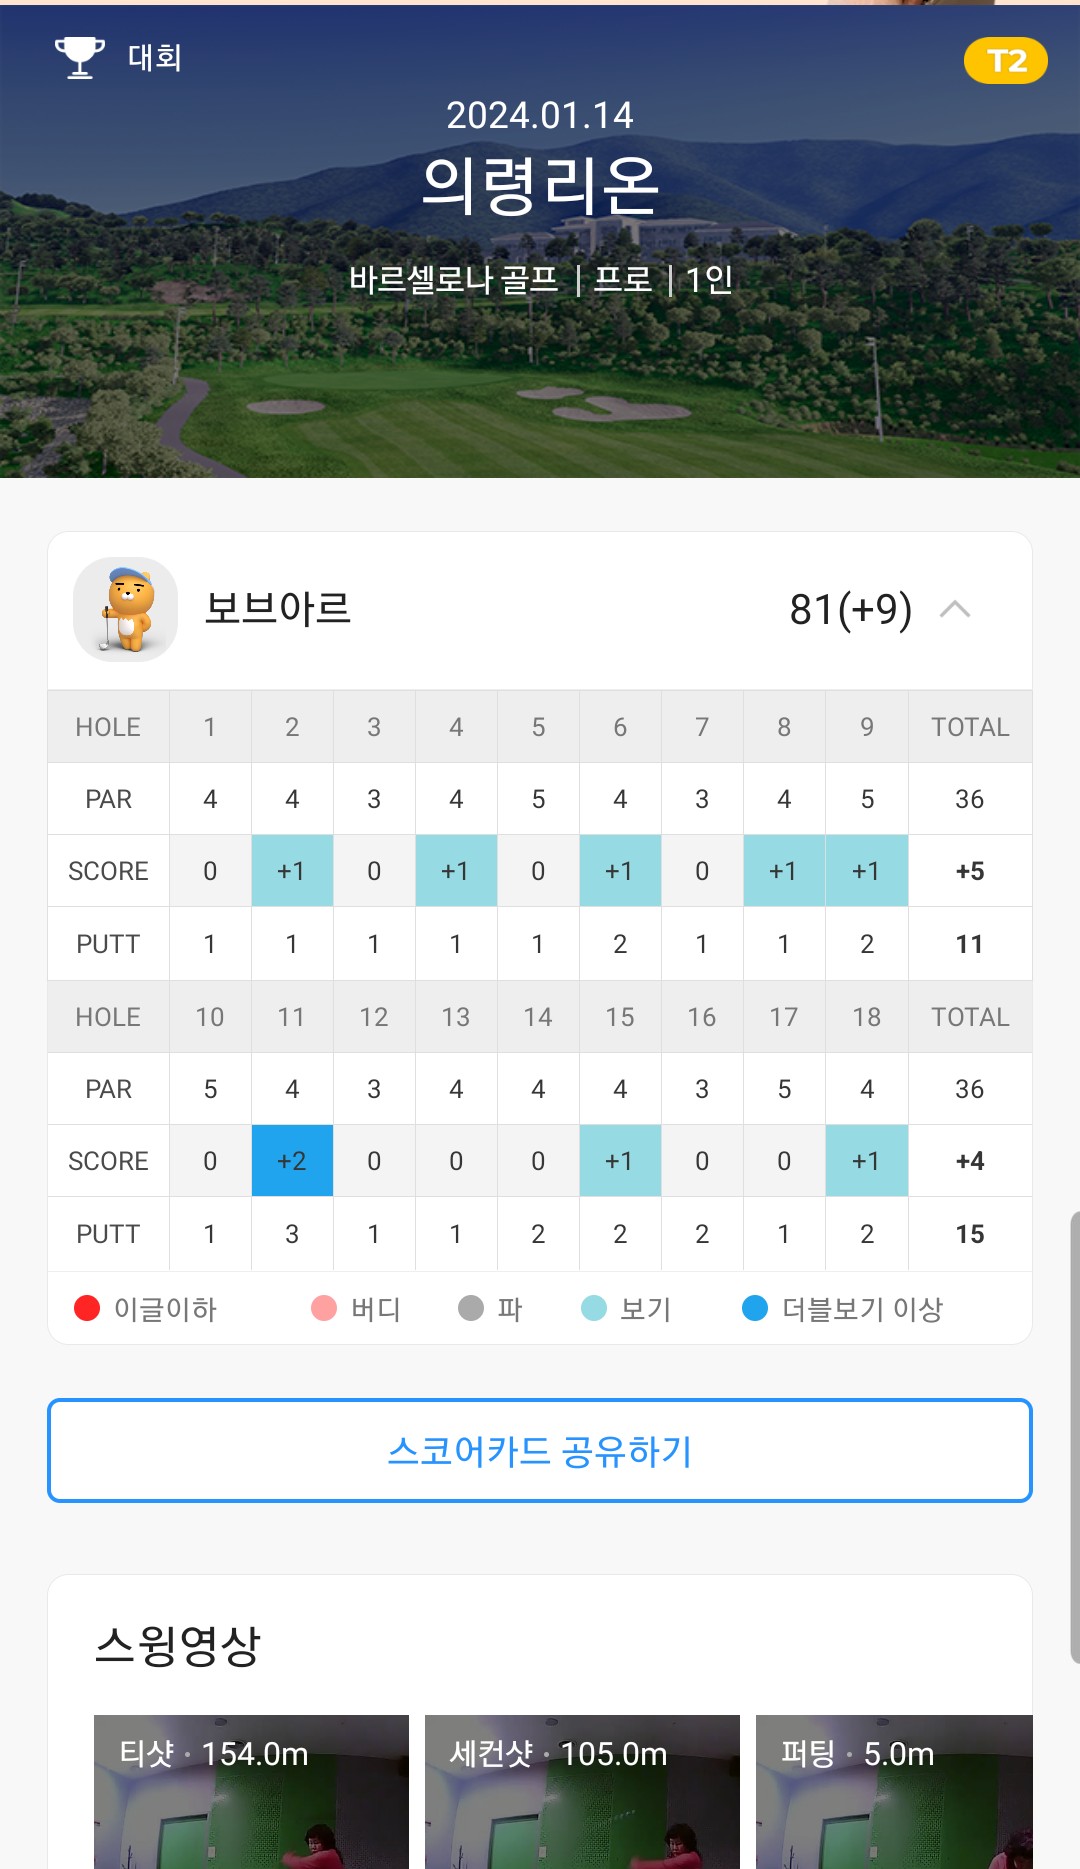 대회
T2
2024.01.14
의령리온
바르셀로나 골프 | 프로 | 1인
보브아르 81(+9)
HOLE 1 2 3 4 5 6 7 8 9 TOTAL
PAR 4 4 3 4 5 4 3 4 5 36
SCORE 0 +1 0 +1 0 +1 0 +1 +1 +5
PUTT 1 1 1 1 1 2 1 1 2 11
HOLE 10 11 12 13 14 15 16 17 18 TOTAL
PAR 5 4 3 4 4 4 3 5 4 36
SCORE 0 +2 0 0 0 +1 0 0 +1 +4
PUTT 1 3 1 1 2 2 2 1 2 15
이글이하 버디 파 보기 더블보기 이상
스코어카드 공유하기
스윙영상
티샷 · 154.0m 세컨샷 · 105.0m 퍼팅 · 5.0m